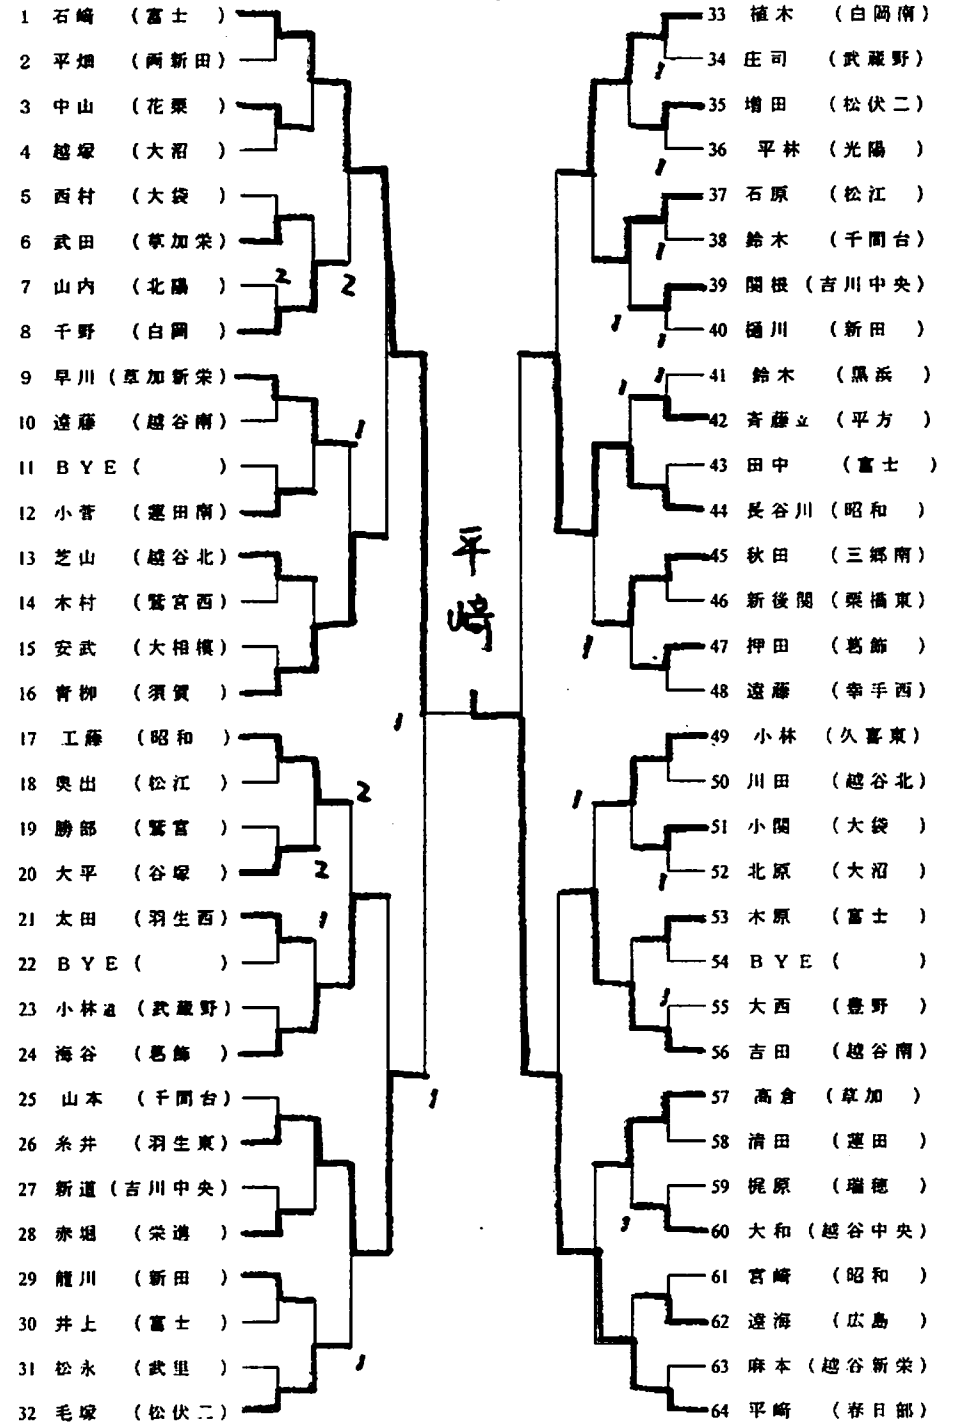 1 石﨑 (富士)
2 平畑 (両新田)
3 中山 (花栗)
4 越塚 (大沼)
5 西村 (大袋)
6 武田 (草加栄)
7 山内 (北陽)
8 千野 (白岡)
9 早川 (草加新栄)
10 遠藤 (越谷南)
11 BYE ( )
12 小菅 (蓮田南)
13 芝山 (越谷北)
14 木村 (鷲宮西)
15 安武 (大相模)
16 青柳 (須賀)
17 工藤 (昭和)
18 奥出 (松江)
19 勝部 (鷲宮)
20 大平 (谷塚)
21 太田 (羽生西)
22 BYE ( )
23 小林道 (武蔵野)
24 海谷 (葛飾)
25 山本 (千間台)
26 糸井 (羽生東)
27 新道 (吉川中央)
28 赤堀 (栄進)
29 龍川 (新田)
30 井上 (富士)
31 松永 (武里)
32 毛塚 (松伏二)
2
2
1
2
2
1
1
1
1
平﨑
33 植木 (白岡南)
34 庄司 (武蔵野)
35 増田 (松伏二)
36 平林 (光陽)
37 石原 (松江)
38 鈴木 (千間台)
39 関根 (吉川中央)
40 樋川 (新田)
41 鈴木 (黒浜)
42 斉藤立 (平方)
43 田中 (富士)
44 長谷川 (昭和)
45 秋田 (三郷南)
46 新後関 (栗橋東)
47 押田 (葛飾)
48 遠藤 (幸手西)
49 小林 (久喜東)
50 川田 (越谷北)
51 小関 (大袋)
52 北原 (大沼)
53 木原 (富士)
54 BYE ( )
55 大西 (豊野)
56 吉田 (越谷南)
57 高倉 (草加)
58 清田 (蓮田)
59 梶原 (瑞穂)
60 大和 (越谷中央)
61 宮﨑 (昭和)
62 遠海 (広島)
63 麻本 (越谷新栄)
64 平﨑 (春日部)
1
1
1
1
1
1
1
1
1
1